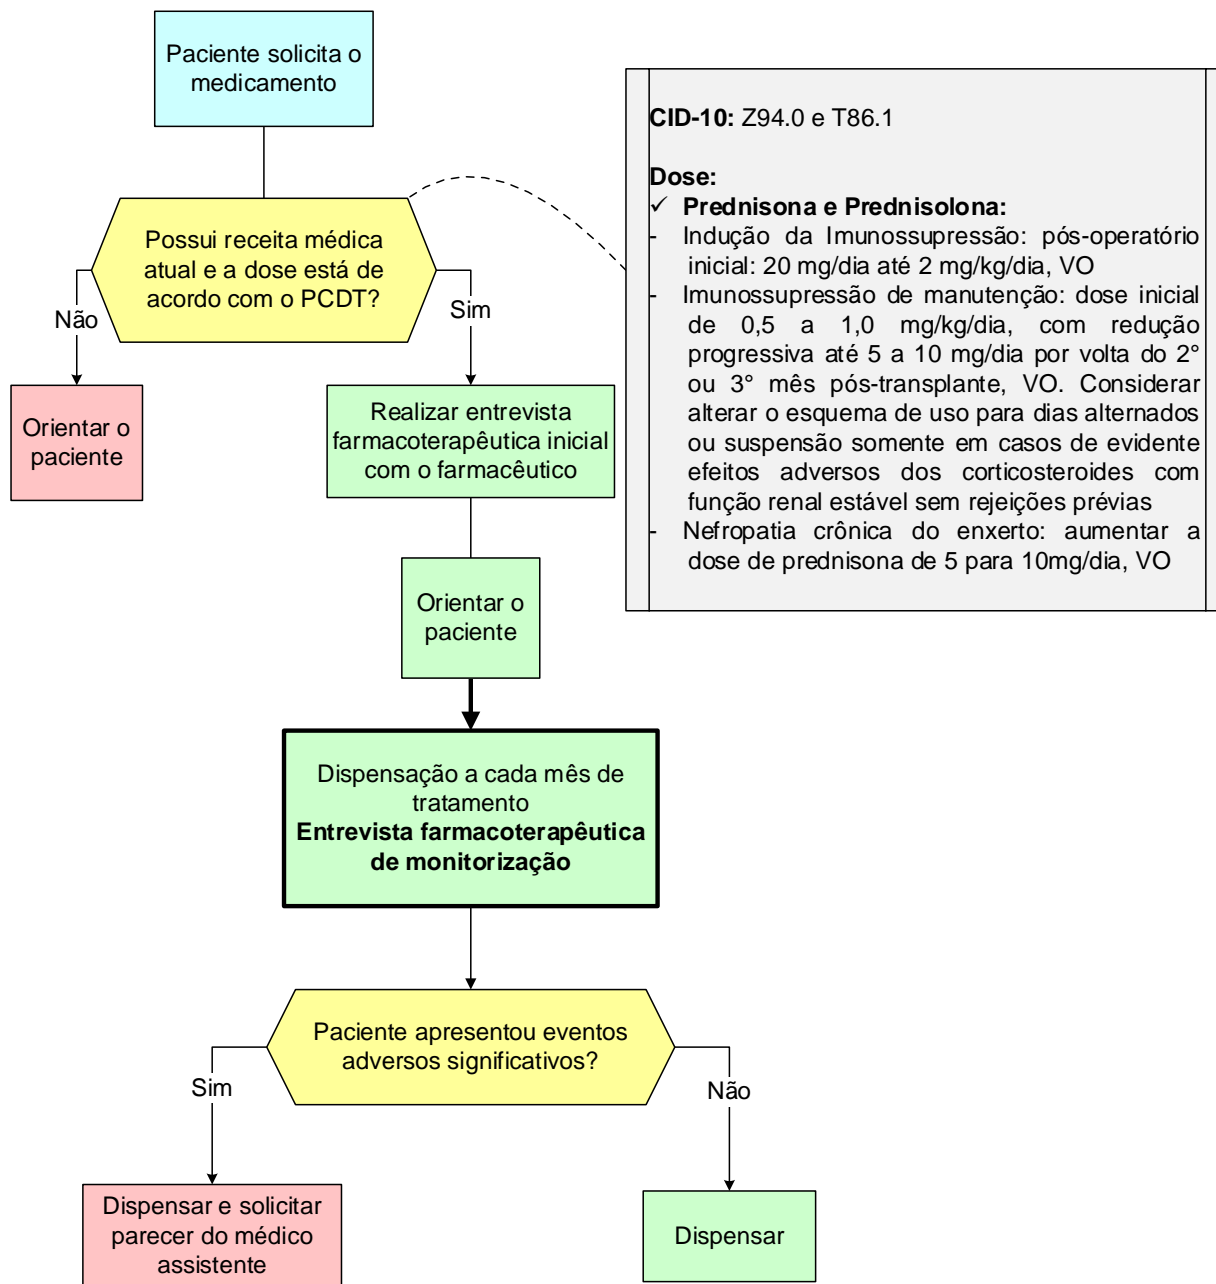 Paciente solicita o
medicamento
CID-10: Z94.0 e T86.1
Dose:
✓ Prednisona e Prednisolona:
- Indução da Imunossupressão: pós-operatório
inicial: 20 mg/dia até 2 mg/kg/dia, VO
- Imunossupressão de manutenção: dose inicial
de 0,5 a 1,0 mg/kg/dia, com redução
progressiva até 5 a 10 mg/dia por volta do 2°
ou 3° mês pós-transplante, VO. Considerar
alterar o esquema de uso para dias alternados
ou suspensão somente em casos de evidente
efeitos adversos dos corticosteroides com
função renal estável sem rejeições prévias
- Nefropatia crônica do enxerto: aumentar a
dose de prednisona de 5 para 10mg/dia, VO
Possui receita médica
atual e a dose está de
acordo com o PCDT?
Não
Sim
Orientar o
paciente
Realizar entrevista
farmacoterapêutica inicial
com o farmacêutico
Orientar o
paciente
Dispensação a cada mês de
tratamento
Entrevista farmacoterapêutica
de monitorização
Paciente apresentou eventos
adversos significativos?
Sim
Não
Dispensar e solicitar
parecer do médico
assistente
Dispensar